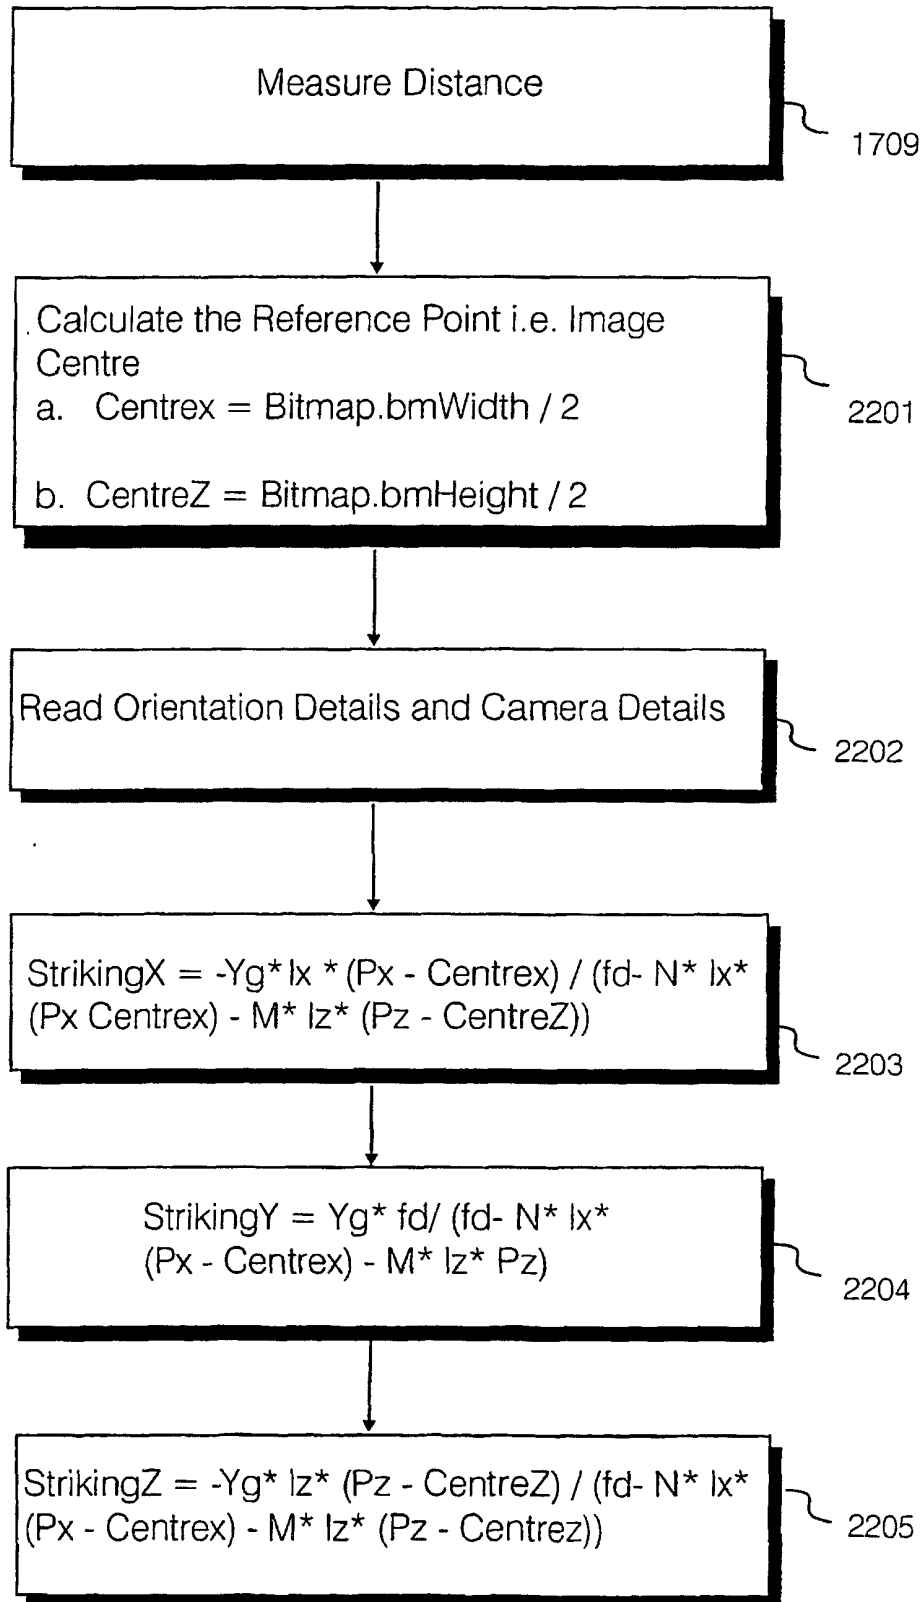 Measure Distance
1709
Calculate the Reference Point i.e. Image
Centre
a. Centrex = Bitmap.bmWidth / 2
2201
b. CentreZ = Bitmap.bmHeight / 2
Read Orientation Details and Camera Details
2202
StrikingX = -Yg* Ix * (Px - Centrex) / (fd- N* Ix*
(Px Centrex) - M* Iz* (Pz - CentreZ))
2203
StrikingY = Yg* fd/ (fd- N* Ix*
(Px - Centrex) - M* Iz* Pz)
2204
StrikingZ = -Yg* Iz* (Pz - CentreZ) / (fd- N* Ix*
(Px - Centrex) - M* Iz* (Pz - Centrez))
2205